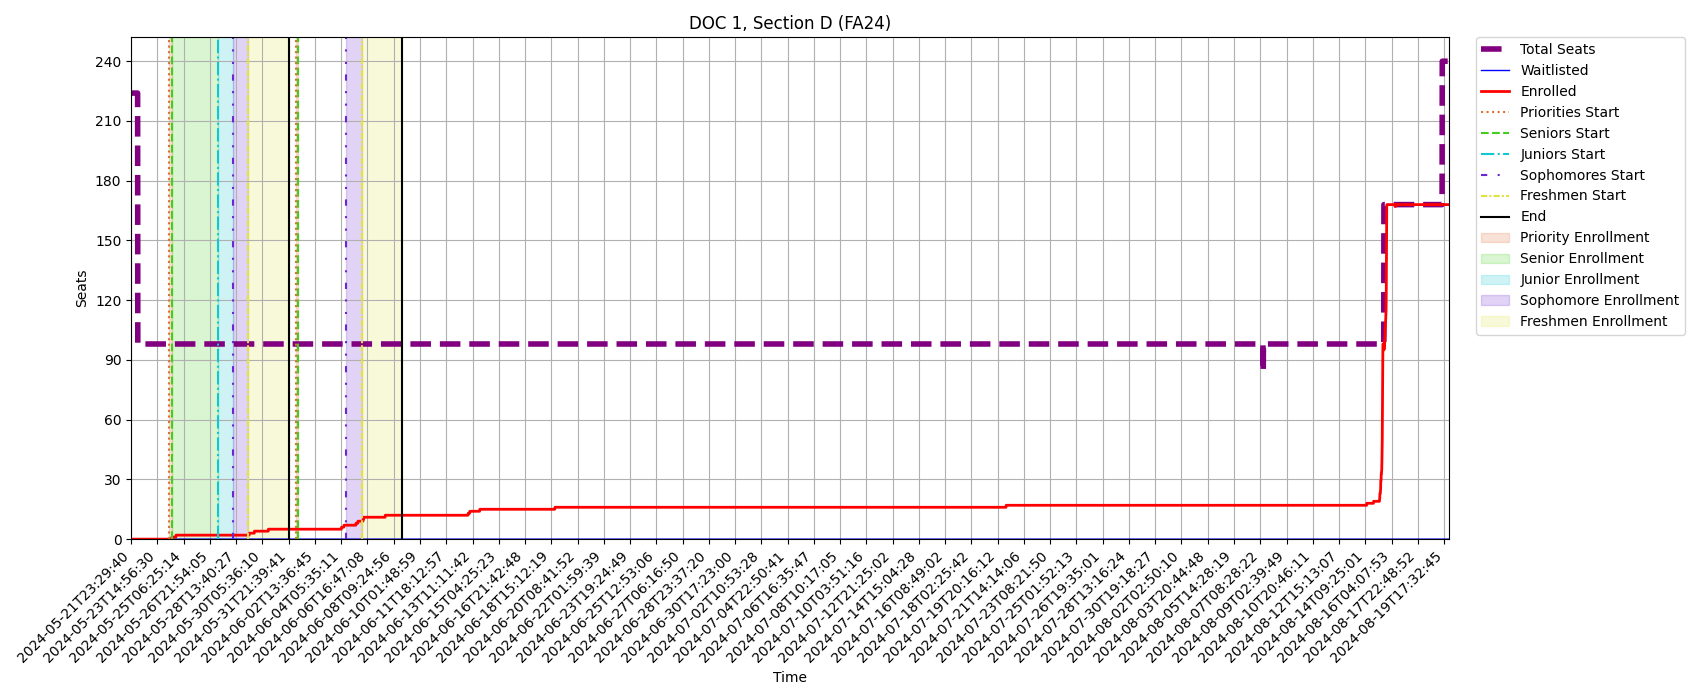 DOC 1, Section D (FA24)
Seats
240
210
180
150
120
90
60
30
0
2024-05-21T23:29:40
2024-05-23T14:56:30
2024-05-25T06:25:14
2024-05-26T21:54:05
2024-05-28T13:40:27
2024-05-30T05:36:10
2024-05-31T21:39:41
2024-06-02T13:36:45
2024-06-04T05:35:11
2024-06-06T16:47:08
2024-06-08T09:24:56
2024-06-10T01:48:59
2024-06-11T18:12:57
2024-06-13T11:11:42
2024-06-15T04:25:23
2024-06-16T21:42:48
2024-06-18T15:12:19
2024-06-20T08:41:52
2024-06-22T01:59:39
2024-06-23T19:24:49
2024-06-25T12:53:06
2024-06-27T06:16:50
2024-06-28T23:37:20
2024-06-30T17:23:00
2024-07-02T10:53:28
2024-07-04T22:50:41
2024-07-06T16:35:47
2024-07-08T10:17:05
2024-07-10T03:51:16
2024-07-12T21:25:02
2024-07-14T15:04:28
2024-07-16T08:49:02
2024-07-18T02:25:42
2024-07-19T20:16:12
2024-07-21T14:14:06
2024-07-23T08:21:50
2024-07-25T01:52:13
2024-07-26T19:35:01
2024-07-28T13:16:24
2024-07-30T19:18:27
2024-08-02T02:50:10
2024-08-03T20:44:48
2024-08-05T14:28:19
2024-08-07T08:28:22
2024-08-09T02:39:49
2024-08-10T20:46:11
2024-08-12T15:13:07
2024-08-14T09:25:01
2024-08-16T04:07:53
2024-08-17T22:48:52
2024-08-19T17:32:45
Time
Total Seats
Waitlisted
Enrolled
Priorities Start
Seniors Start
Juniors Start
Sophomores Start
Freshmen Start
End
Priority Enrollment
Senior Enrollment
Junior Enrollment
Sophomore Enrollment
Freshmen Enrollment